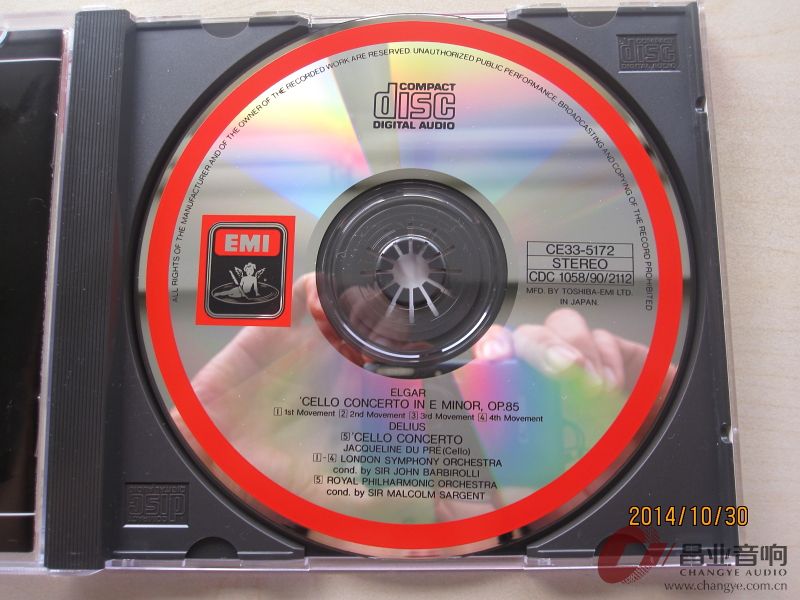 ALL RIGHTS OF THE MANUFACTURER AND OF THE OWNER OF THE RECORDED WORK ARE RESERVED. UNAUTHORIZED PUBLIC PERFORMANCE. BROADCASTING AND COPYING OF THE RECORD PROHIBITED
COMPACT
disc
DIGITAL AUDIO
COMPACT
disc
DIGITAL AUDIO
EMI
CE33-5172
STEREO
CDC 1058/90/2112
MFD. BY TOSHIBA-EMI LTD.
IN JAPAN.
ELGAR
'CELLO CONCERTO IN E MINOR, OP.85
1 1st Movement 2 2nd Movement 3 3rd Movement 4 4th Movement
DELIUS
5 'CELLO CONCERTO
JACQUELINE DU PRÉ(Cello)
1-4 LONDON SYMPHONY ORCHESTRA
cond. by SIR JOHN BARBIROLLI
5 ROYAL PHILHARMONIC ORCHESTRA
cond. by SIR MALCOLM SARGENT
COMPACT
disc
DIGITAL AUDIO
2014/10/30
昌业音响
CHANGYE AUDIO
www.changye.com.cn